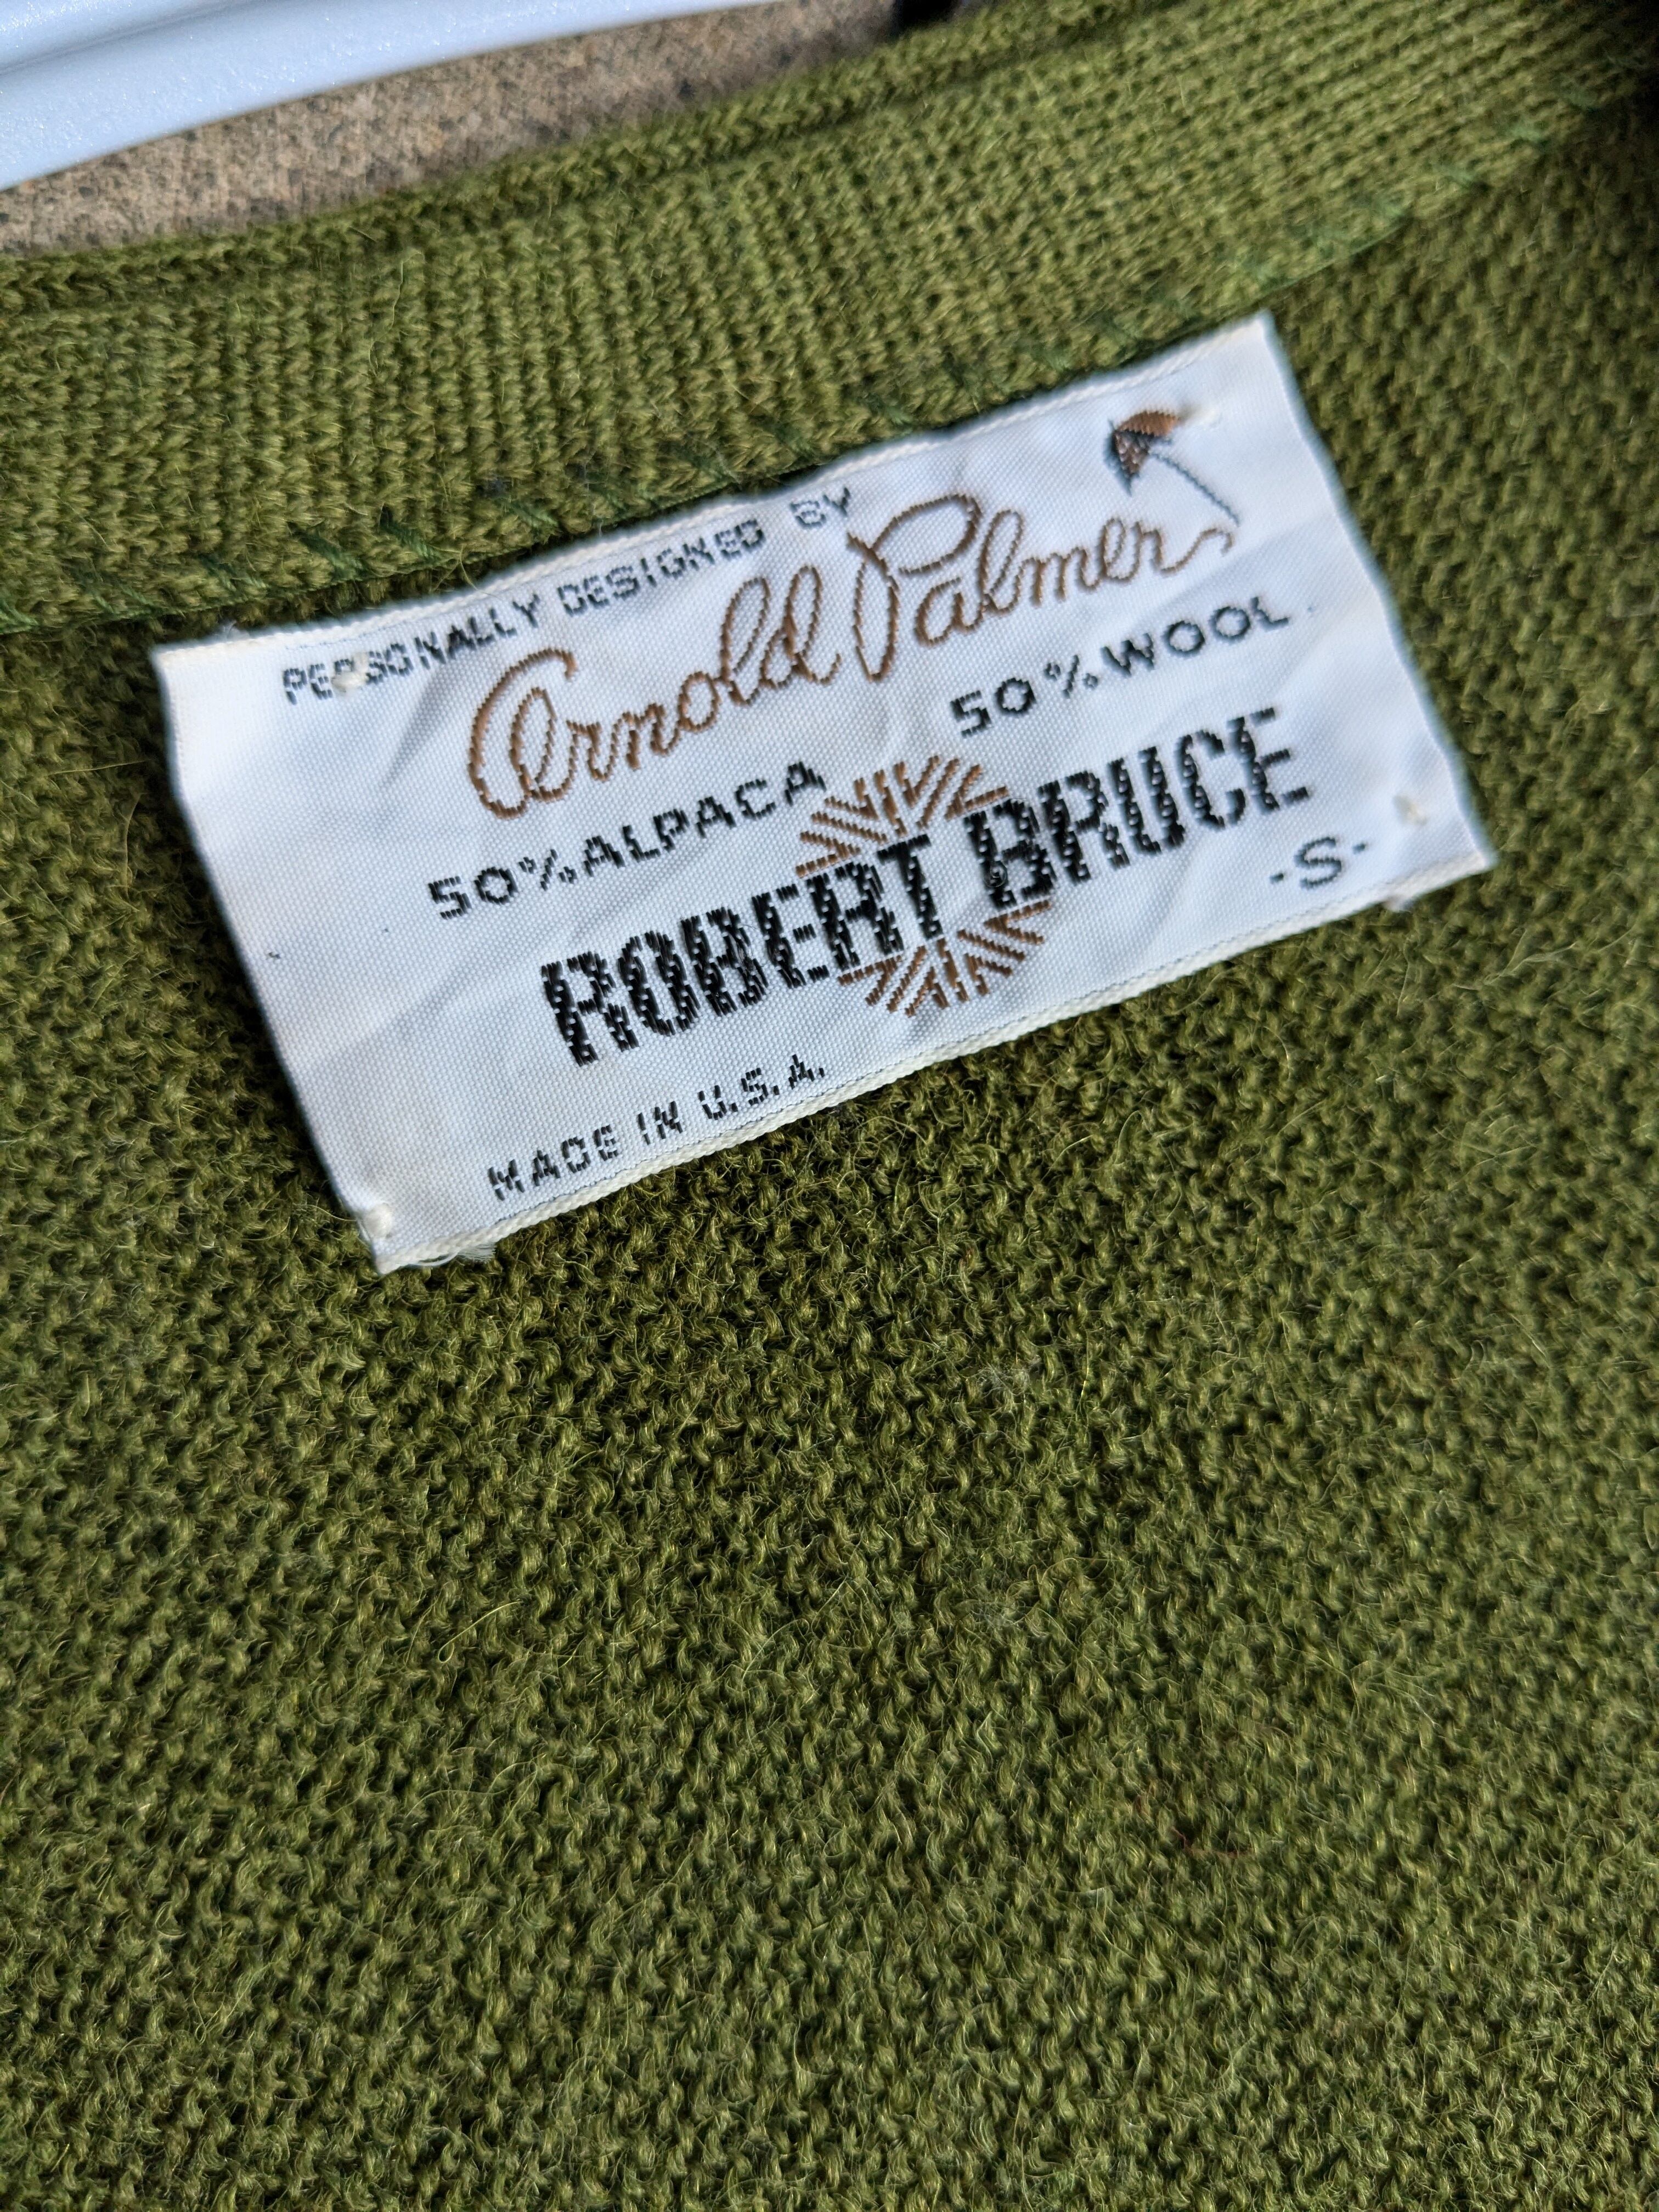 PERSONALLY DESIGNED BY
Arnold Palmer
50% ALPACA 50% WOOL
ROBERT BRUCE
-S-
MADE IN U.S.A.